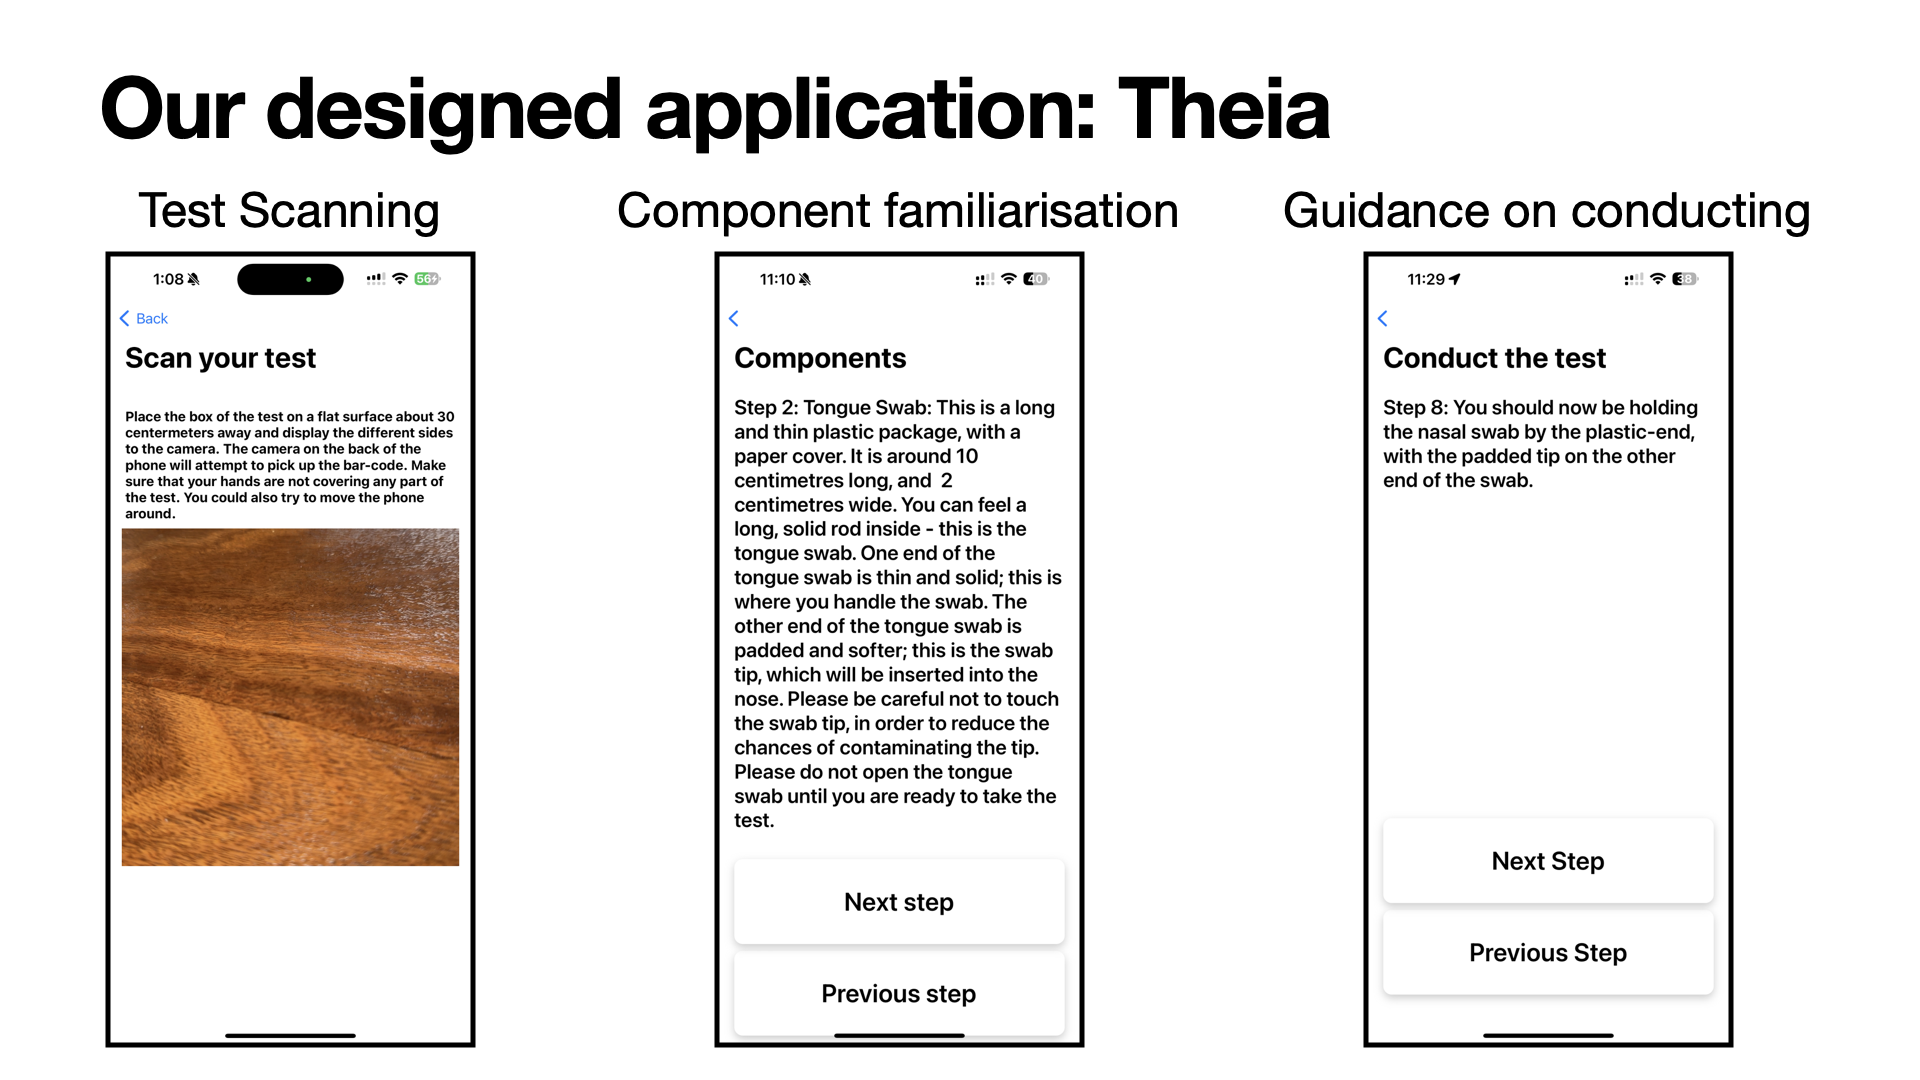 Our designed application: Theia
Test Scanning
Component familiarisation
Guidance on conducting
1:08
56
Back
Scan your test
Place the box of the test on a flat surface about 30
centermeters away and display the different sides
to the camera. The camera on the back of the
phone will attempt to pick up the bar-code. Make
sure that your hands are not covering any part of
the test. You could also try to move the phone
around.
11:10
40
Components
Step 2: Tongue Swab: This is a long
and thin plastic package, with a
paper cover. It is around 10
centimetres long, and  2
centimetres wide. You can feel a
long, solid rod inside - this is the
tongue swab. One end of the
tongue swab is thin and solid; this is
where you handle the swab. The
other end of the tongue swab is
padded and softer; this is the swab
tip, which will be inserted into the
nose. Please be careful not to touch
the swab tip, in order to reduce the
chances of contaminating the tip.
Please do not open the tongue
swab until you are ready to take the
test.
Next step
Previous step
11:29
38
Conduct the test
Step 8: You should now be holding
the nasal swab by the plastic-end,
with the padded tip on the other
end of the swab.
Next Step
Previous Step